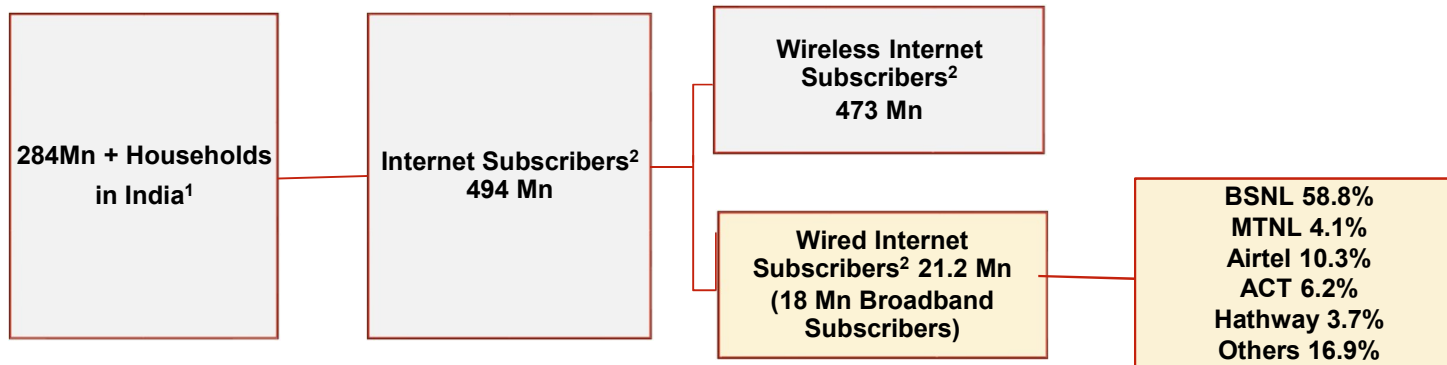 284Mn + Households
in India¹
Internet Subscribers²
494 Mn
Wireless Internet
Subscribers²
473 Mn
Wired Internet
Subscribers² 21.2 Mn
(18 Mn Broadband
Subscribers)
BSNL 58.8%
MTNL 4.1%
Airtel 10.3%
ACT 6.2%
Hathway 3.7%
Others 16.9%